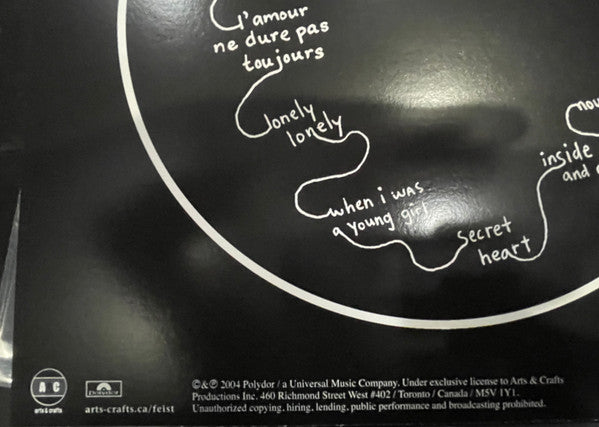 l'amour
ne dure pas
toujours
lonely
lonely
when i was
a young girl
secret
heart
inside
and
A C
arts & crafts
Polydor
arts-crafts.ca/feist
©&℗ 2004 Polydor / a Universal Music Company. Under exclusive license to Arts & Crafts
Productions Inc. 460 Richmond Street West #402 / Toronto / Canada / M5V 1Y1.
Unauthorized copying, hiring, lending, public performance and broadcasting prohibited.